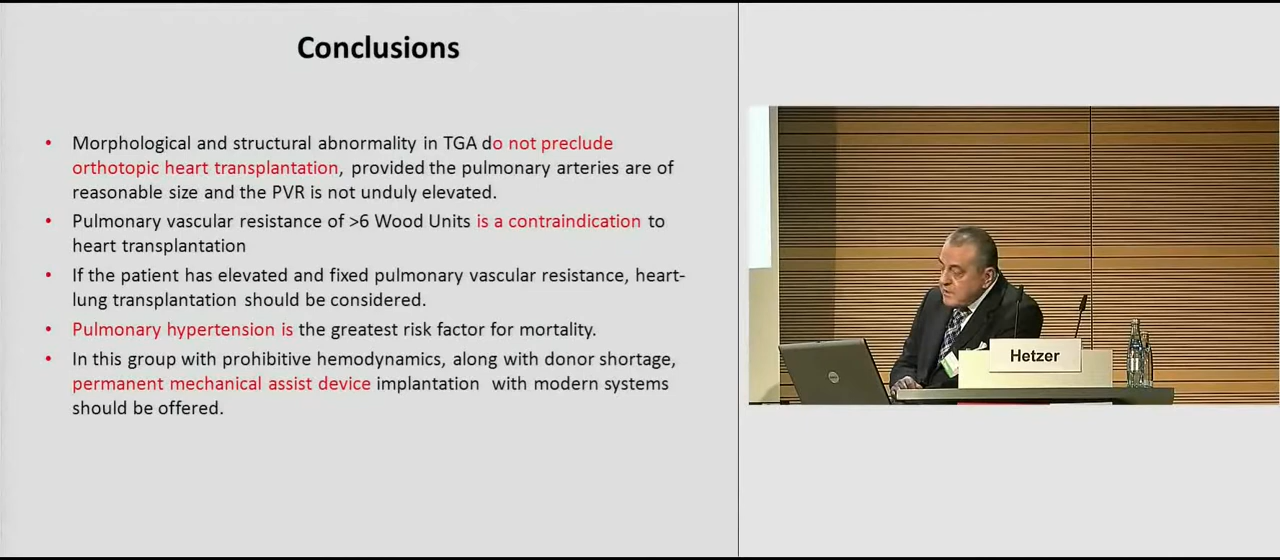 Conclusions
• Morphological and structural abnormality in TGA do not preclude
orthotopic heart transplantation, provided the pulmonary arteries are of
reasonable size and the PVR is not unduly elevated.
• Pulmonary vascular resistance of >6 Wood Units is a contraindication to
heart transplantation
• If the patient has elevated and fixed pulmonary vascular resistance, heart-
lung transplantation should be considered.
• Pulmonary hypertension is the greatest risk factor for mortality.
• In this group with prohibitive hemodynamics, along with donor shortage,
permanent mechanical assist device implantation with modern systems
should be offered.
Hetzer